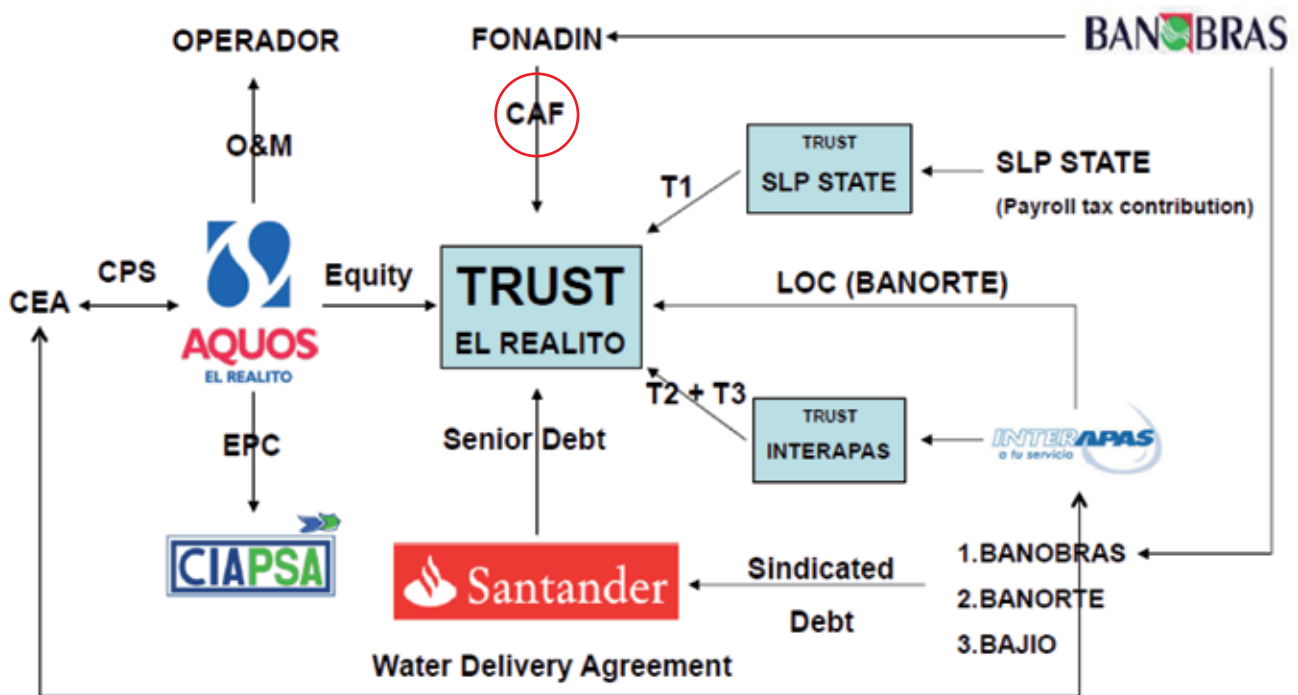 OPERADOR
FONADIN
BANOBRAS
CAF
O&M
TRUST
SLP STATE
SLP STATE
(Payroll tax contribution)
T1
CPS
Equity
TRUST
EL REALITO
LOC (BANORTE)
CEA
AQUOS
EL REALITO
T2 + T3
TRUST
INTERAPAS
INTERAPAS
a tu servicio
EPC
Senior Debt
CIAPSA
Santander
Sindicated
Debt
1.BANOBRAS
2.BANORTE
3.BAJIO
Water Delivery Agreement